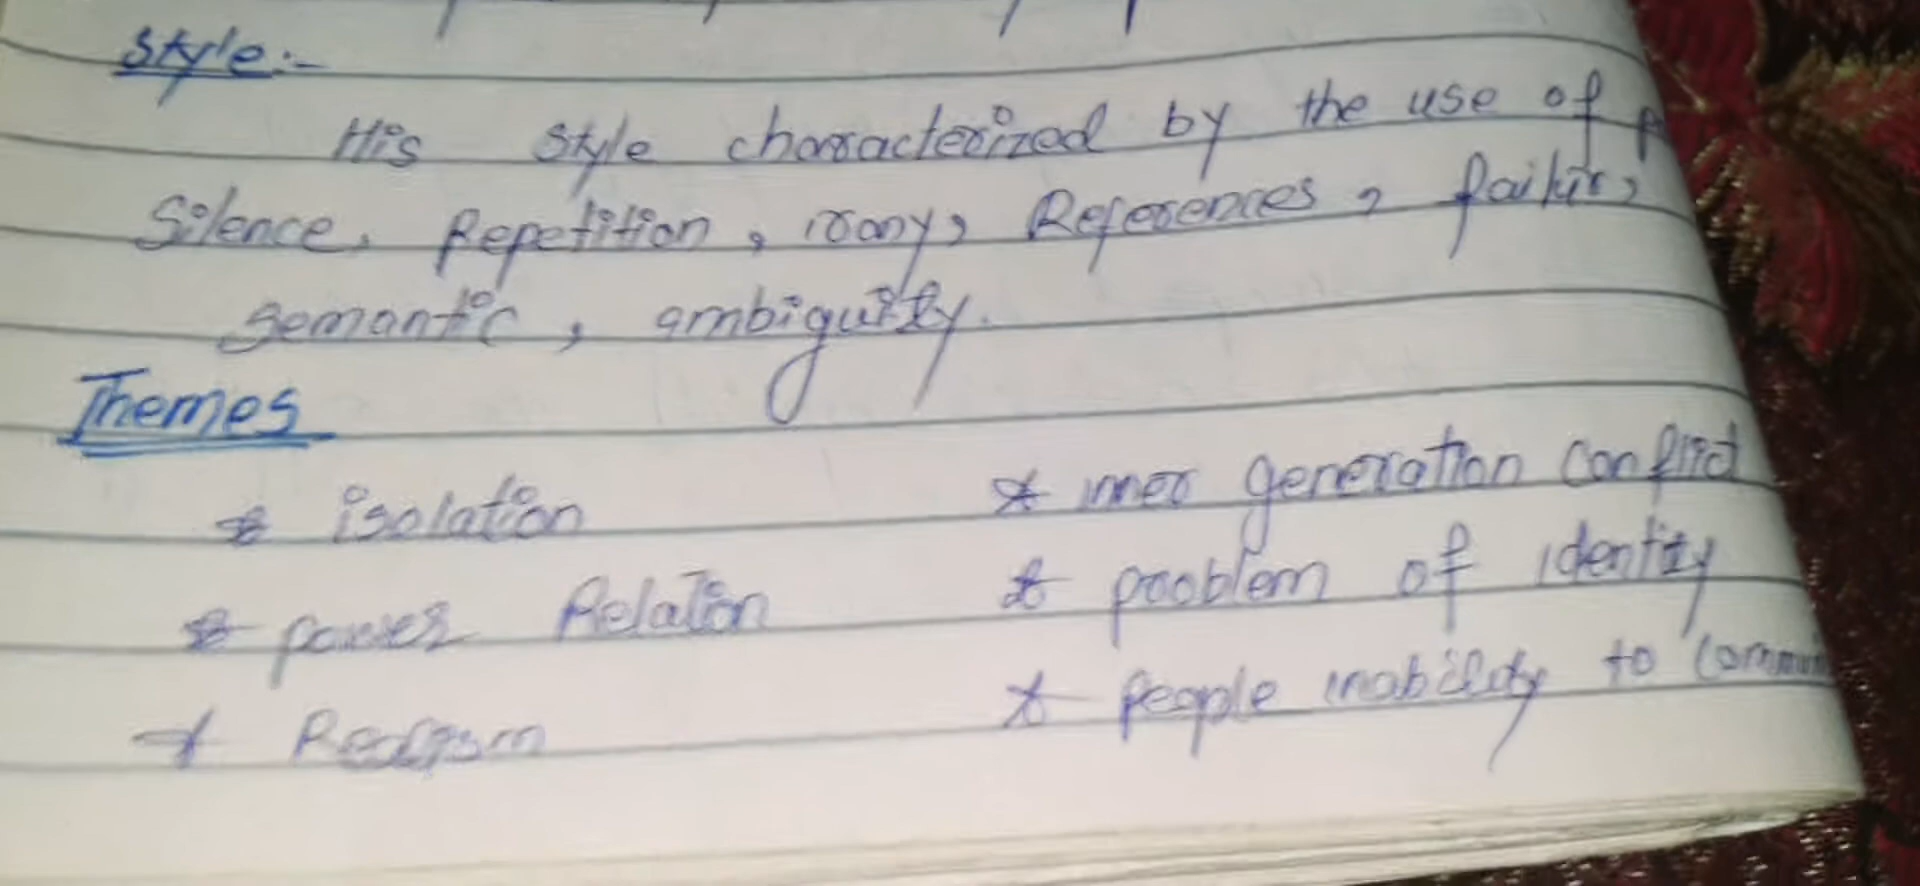 Style:-
His style characterized by the use of
Silence, Repetition, irony, References,
semantic, ambiguity.
Themes
* isolation * inner generation conflict
* power Relation * problem of identity
* Realism * people inability to